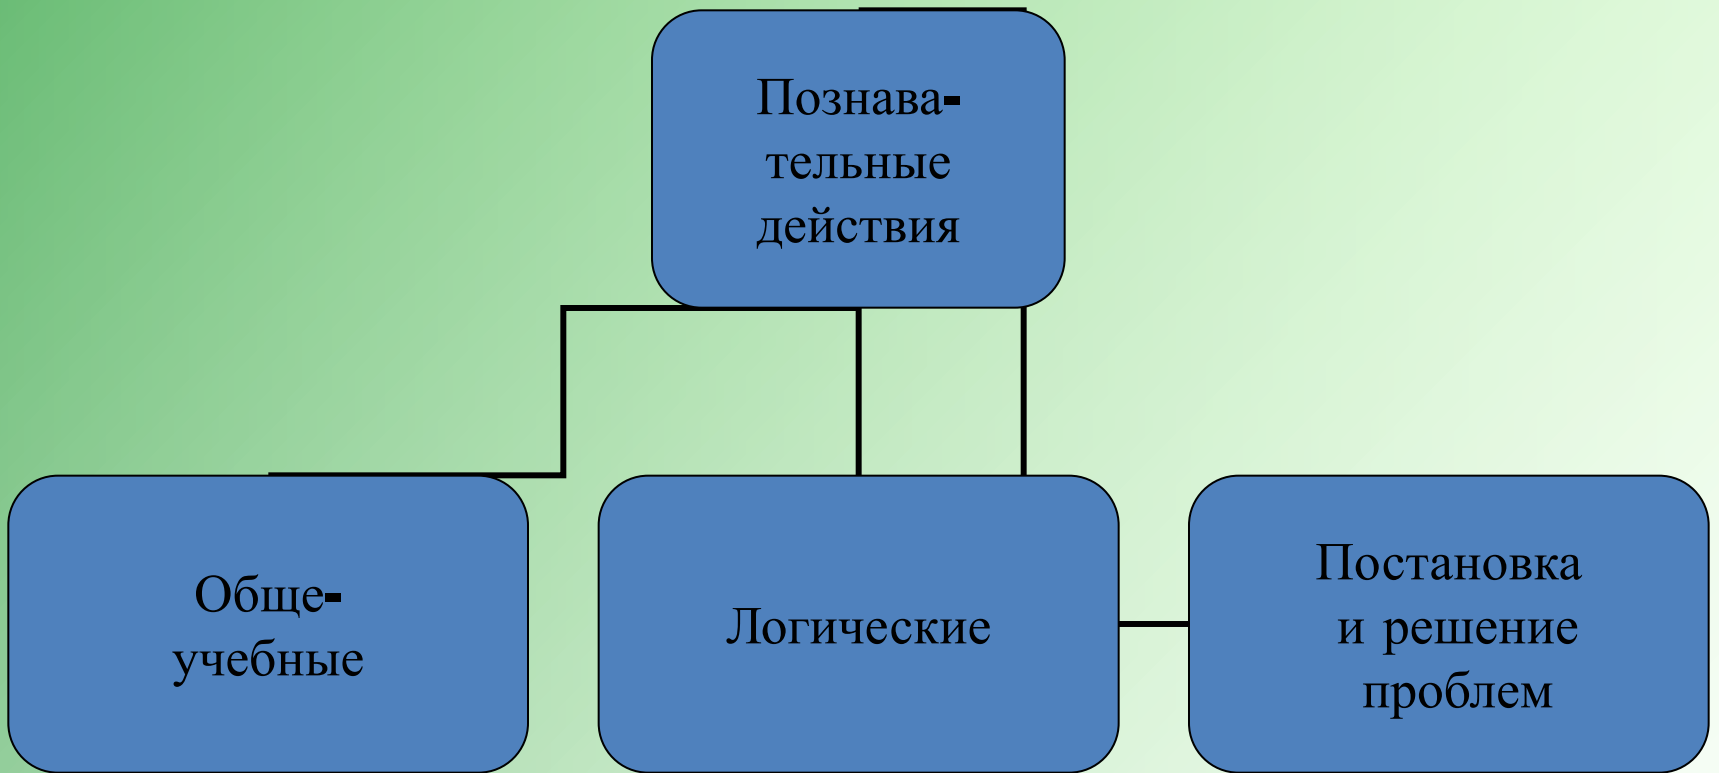 Познава-
тельные
действия
Обще-
учебные
Логические
Постановка
и решение
проблем